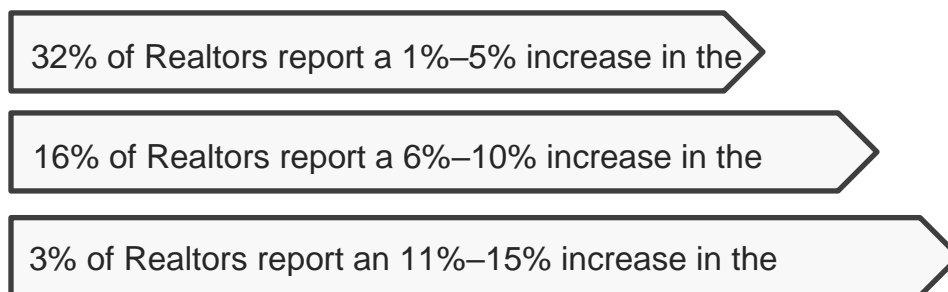 32% of Realtors report a 1%–5% increase in the
16% of Realtors report a 6%–10% increase in the
3% of Realtors report an 11%–15% increase in the